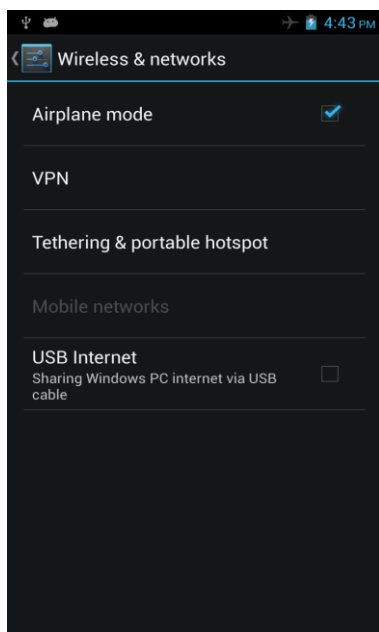 4:43 PM
Wireless & networks
Airplane mode
VPN
Tethering & portable hotspot
Mobile networks
USB Internet
Sharing Windows PC internet via USB
cable